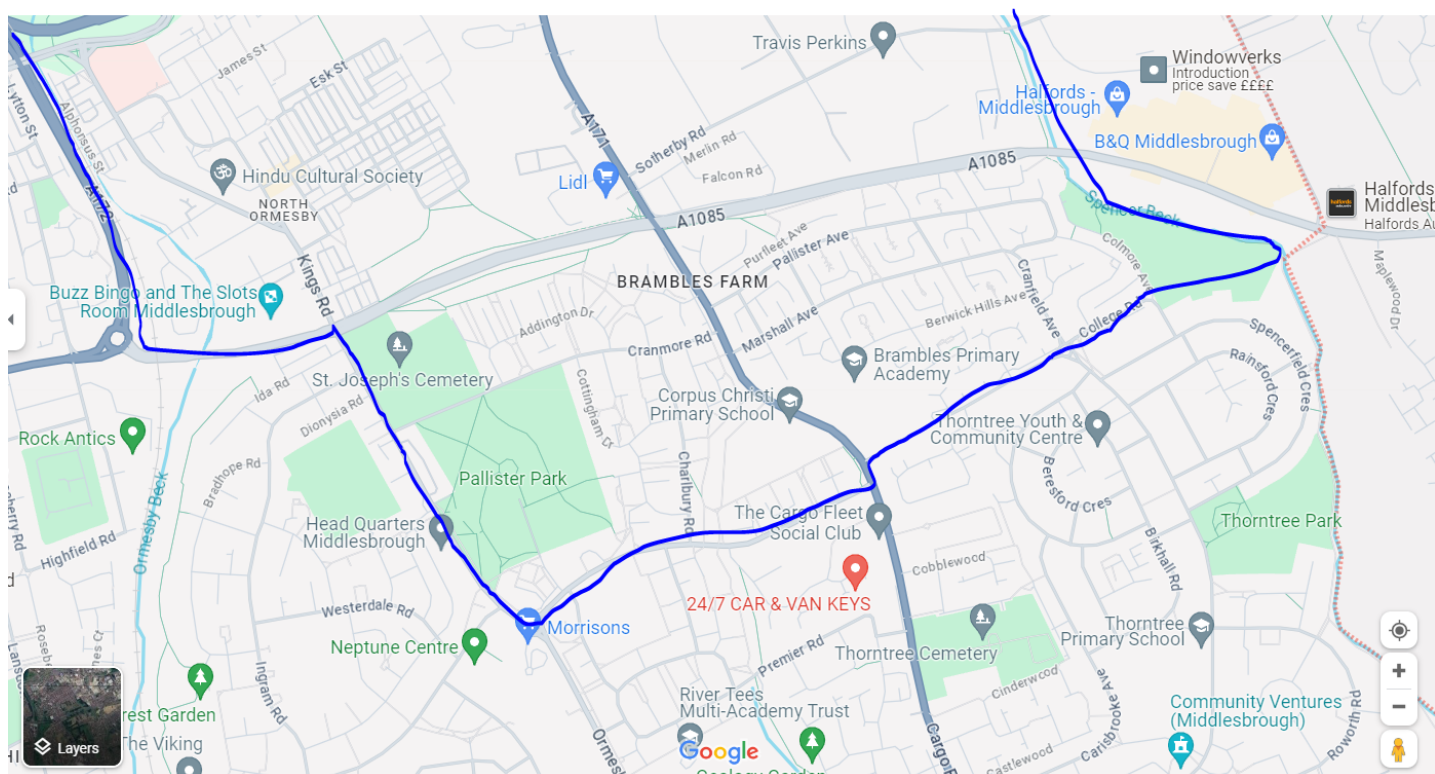 Travis Perkins
Windowverks
Introduction
price save ££££
James St
Esk St
Lytton St
Alphonsus St
Halfords -
Middlesbrough
A171
Sotherby Rd
Merlin Rd
Falcon Rd
B&Q Middlesbrough
A1085
Hindu Cultural Society
Lidl
A172
NORTH
ORMESBY
A1085
Spencer Beck
Halfords
Middlesb
Halfords Au
Kings Rd
Purfleet Ave
Pallister Ave
Colmore Ave
Maplewood Dr
BRAMBLES FARM
Cranfield Ave
Buzz Bingo and The Slots
Room Middlesbrough
Addington Dr
Marshall Ave
Berwick Hills Ave
College Rd
Cranmore Rd
Spencerfield Cres
Rainsford Cres
St. Joseph's Cemetery
Ida Rd
Dionysia Rd
Cottingham Dr
Brambles Primary
Academy
Corpus Christi
Primary School
Thorntree Youth &
Community Centre
Rock Antics
Bradhope Rd
Pallister Park
Charlbury Rd
Beresford Cres
Ormesby Beck
Highfield Rd
Head Quarters
Middlesbrough
The Cargo Fleet
Social Club
Thorntree Park
Birkhall Rd
Cobblewood
24/7 CAR & VAN KEYS
Westerdale Rd
Morrisons
Neptune Centre
Premier Rd
Thorntree Cemetery
Thorntree
Primary School
Ingram Rd
Cinderwood
Carisbrooke Ave
River Tees
Multi-Academy Trust
Community Ventures
(Middlesbrough)
Roworth Rd
rest Garden
The Viking
Layers
Google
Castlewood
Geology Garden